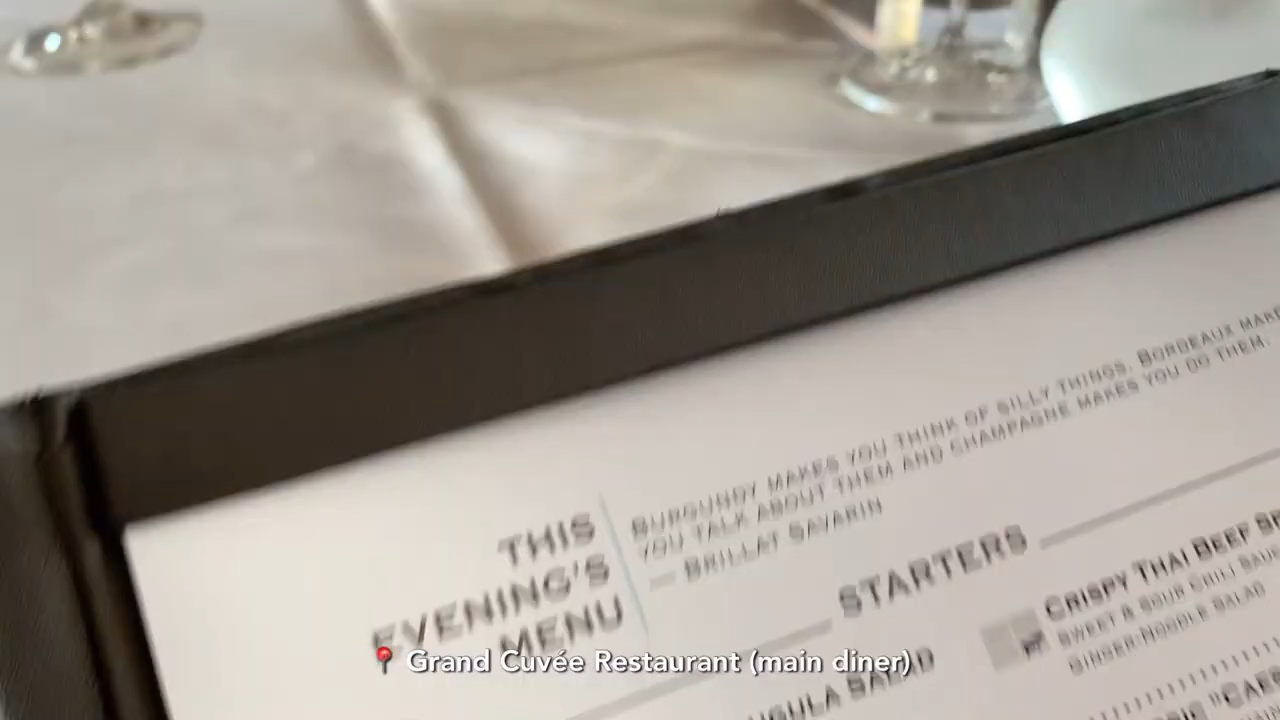 THIS
EVENING'S
MENU
BURGUNDY MAKES YOU THINK OF SILLY THINGS. BORDEAUX MAKE
YOU TALK ABOUT THEM AND CHAMPAGNE MAKES YOU DO THEM.
— BRILLAT SAVARIN
STARTERS
CRISPY THAI BEEF
SWEET & SOUR CHILI
GINGER-NOODLE SALAD
SALAD
📍 Grand Cuvée Restaurant (main diner)